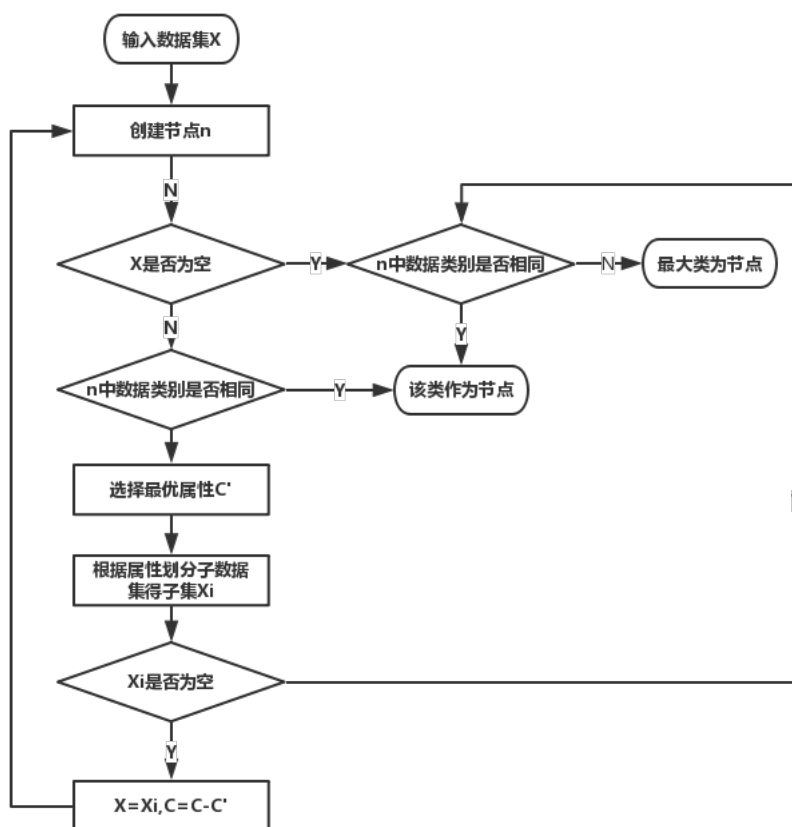 输入数据集X
创建节点n
N
X是否为空
Y
n中数据类别是否相同
N
最大类为节点
N
Y
n中数据类别是否相同
Y
该类作为节点
选择最优属性C'
根据属性划分子数据
集得子集Xi
Xi是否为空
Y
X=Xi,C=C-C'